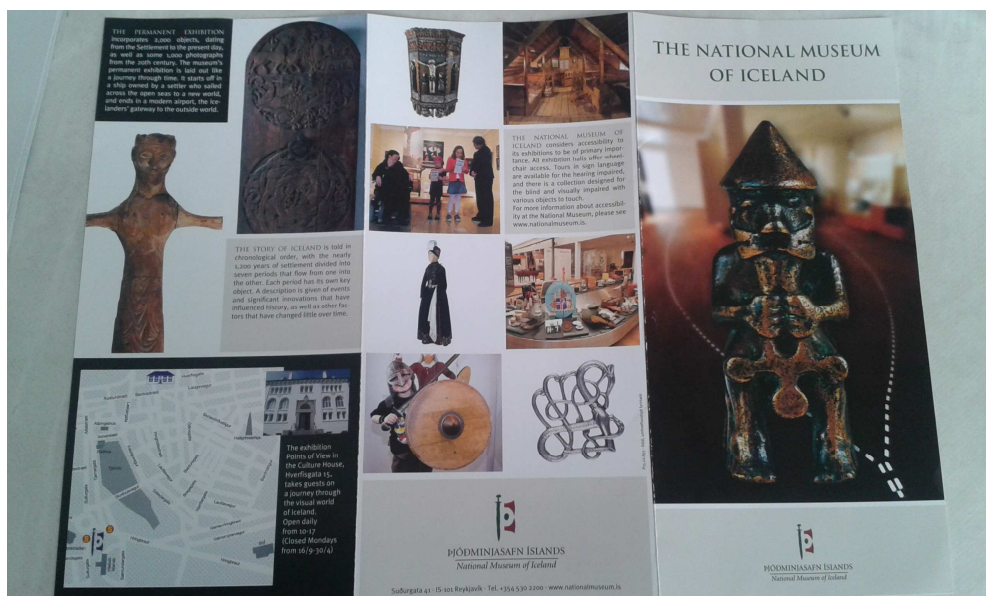 THE PERMANENT EXHIBITION
incorporates 2,000 objects, dating
from the Settlement to the present day,
as well as some 1,000 photographs
from the 20th century. The museum's
permanent exhibition is laid out like
a journey through time. It starts off in
a ship owned by a settler who sailed
across the open seas to a new world,
and ends in a modern airport, the Ice-
landers' gateway to the outside world.
THE STORY OF ICELAND is told in
chronological order, with the nearly
1,200 years of settlement divided into
seven periods that flow from one into
the other. Each period has its own key
object. A description is given of events
and significant innovations that have
influenced history, as well as other fac-
tors that have changed little over time.
Hverfisgata
The exhibition
Points of View in
the Culture House,
Hverfisgata 15,
takes guests on
a journey through
the visual world
of Iceland.
Open daily
from 10-17
(Closed Mondays
from 16/9-30/4)
THE NATIONAL MUSEUM OF
ICELAND considers accessibility to
its exhibitions to be of primary impor-
tance. All exhibition halls offer wheel-
chair access. Tours in sign language
are available for the hearing impaired,
and there is a collection designed for
the blind and visually impaired with
various objects to touch.
For more information about accessibil-
ity at the National Museum, please see
www.nationalmuseum.is.
ÞJÓÐMINJASAFN ÍSLANDS
National Museum of Iceland
Suðurgata 41 · IS-101 Reykjavík · Tel. +354 530 2200 · www.nationalmuseum.is
THE NATIONAL MUSEUM
OF ICELAND
ÞJÓÐMINJASAFN ÍSLANDS
National Museum of Iceland